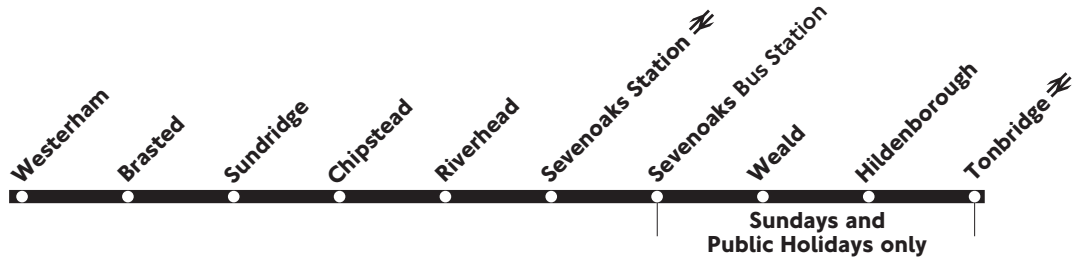 Westerham
Brasted
Sundridge
Chipstead
Riverhead
Sevenoaks Station
Sevenoaks Bus Station
Weald
Hildenborough
Tonbridge
Sundays and
Public Holidays only